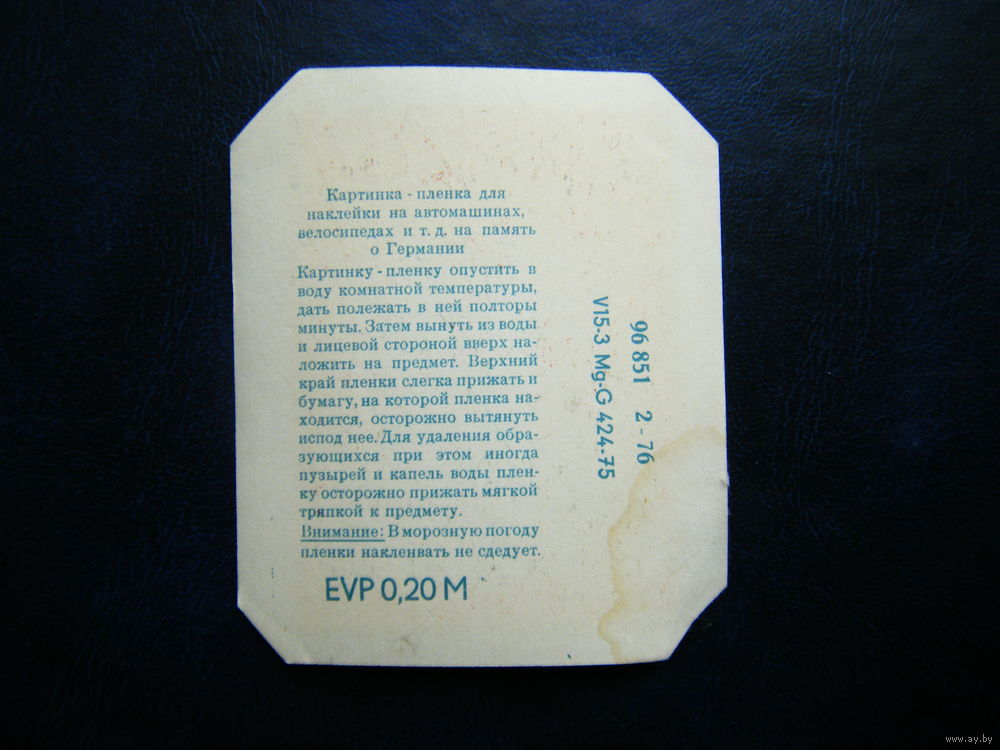 Картинка - пленка для
наклейки на автомашинах,
велосипедах и т. д. на память
о Германии
Картинку - пленку опустить в
воду комнатной температуры,
дать полежать в ней полторы
минуты. Затем вынуть из воды
и лицевой стороной вверх на-
ложить на предмет. Верхний
край пленки слегка прижать и
бумагу, на которой пленка на-
ходится, осторожно вытянуть
испод нее. Для удаления обра-
зующихся при этом иногда
пузырей и капель воды плен-
ку осторожно прижать мягкой
тряпкой к предмету.
Внимание: В морозную погоду
пленки накленвать не сдедует.
EVP 0,20 M
V15-3 Mg-G 424-75
96 851 2 - 76
www.ay.by